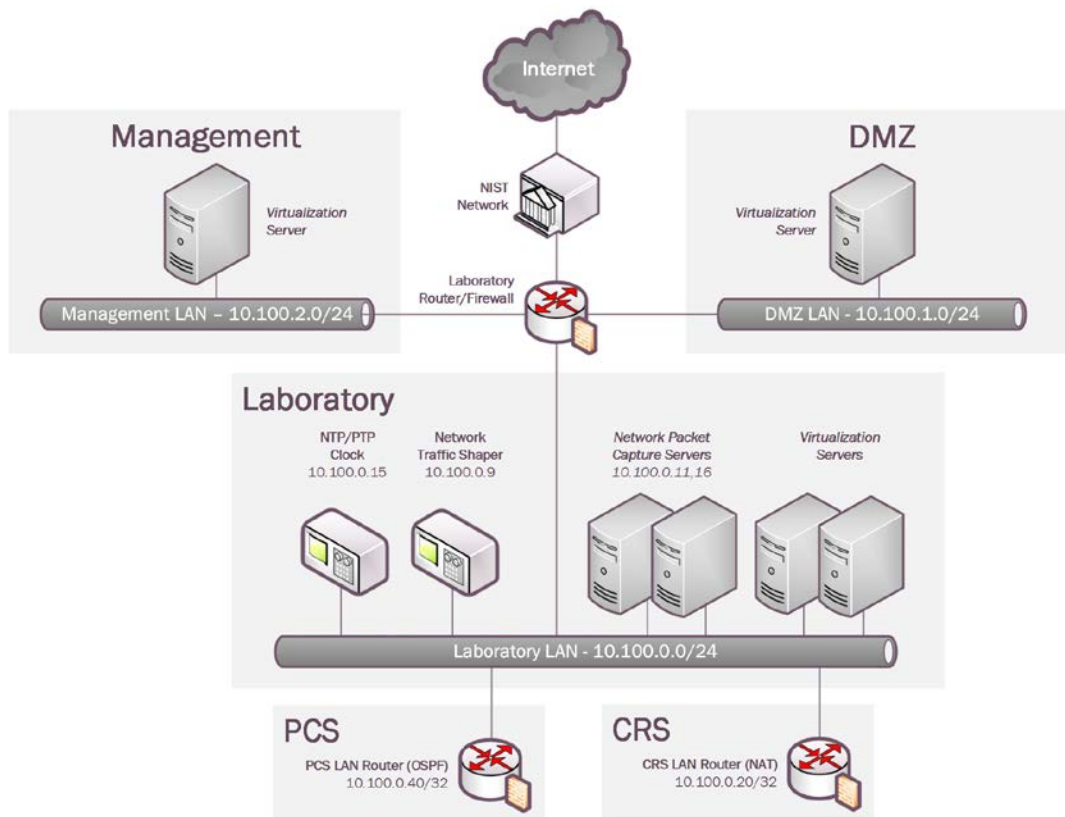 Internet
Management
DMZ
NIST
Network
Virtualization
Server
Virtualization
Server
Laboratory
Router/Firewall
Management LAN – 10.100.2.0/24
DMZ LAN - 10.100.1.0/24
Laboratory
NTP/PTP
Clock
10.100.0.15
Network
Traffic Shaper
10.100.0.9
Network Packet
Capture Servers
10.100.0.11,16
Virtualization
Servers
Laboratory LAN - 10.100.0.0/24
PCS
PCS LAN Router (OSPF)
10.100.0.40/32
CRS
CRS LAN Router (NAT)
10.100.0.20/32